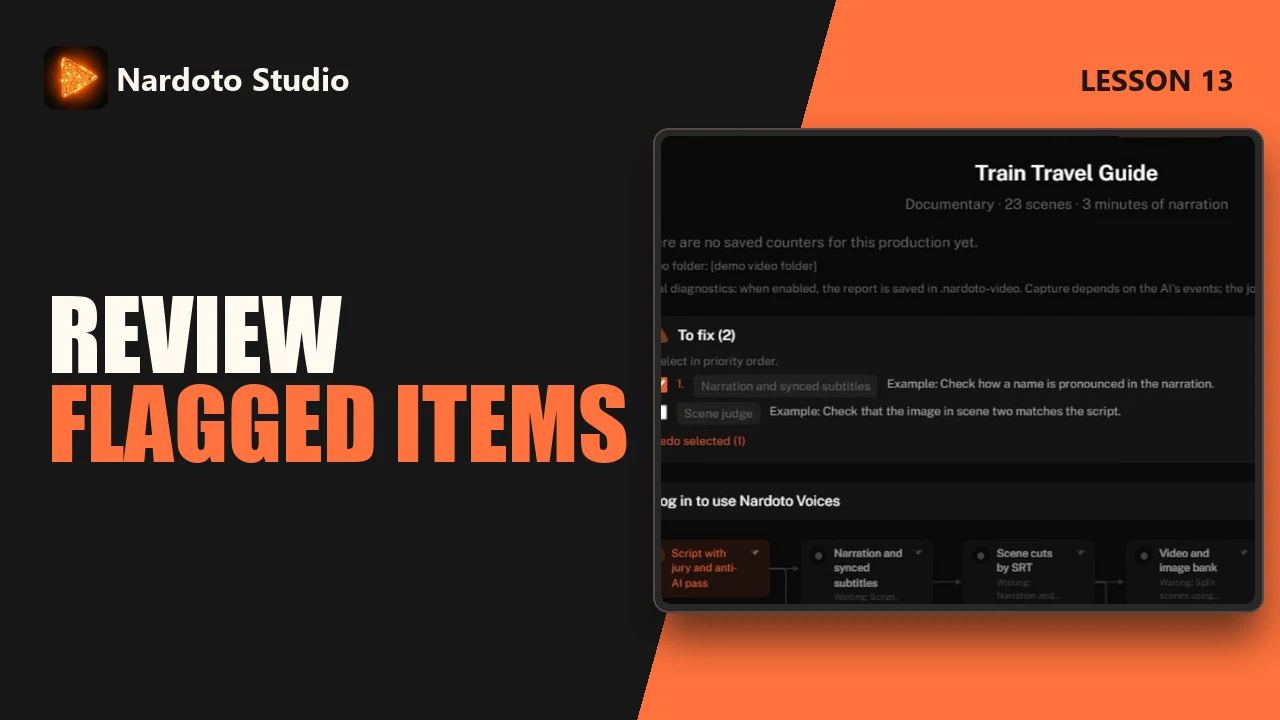 Nardoto Studio
LESSON 13
REVIEW
FLAGGED ITEMS
Train Travel Guide
Documentary · 23 scenes · 3 minutes of narration
re are no saved counters for this production yet.
o folder: [demo video folder]
l diagnostics: when enabled, the report is saved in .nardoto-video. Capture depends on the AI's events; the jo
To fix (2)
elect in priority order.
1. Narration and synced subtitles Example: Check how a name is pronounced in the narration.
Scene judge Example: Check that the image in scene two matches the script.
edo selected (1)
og in to use Nardoto Voices
Script with jury and anti-AI pass
Narration and synced subtitles
Waiting: Script,
Scene cuts by SRT
Waiting: Narration and...
Video and image bank
Waiting: Split scenes using...